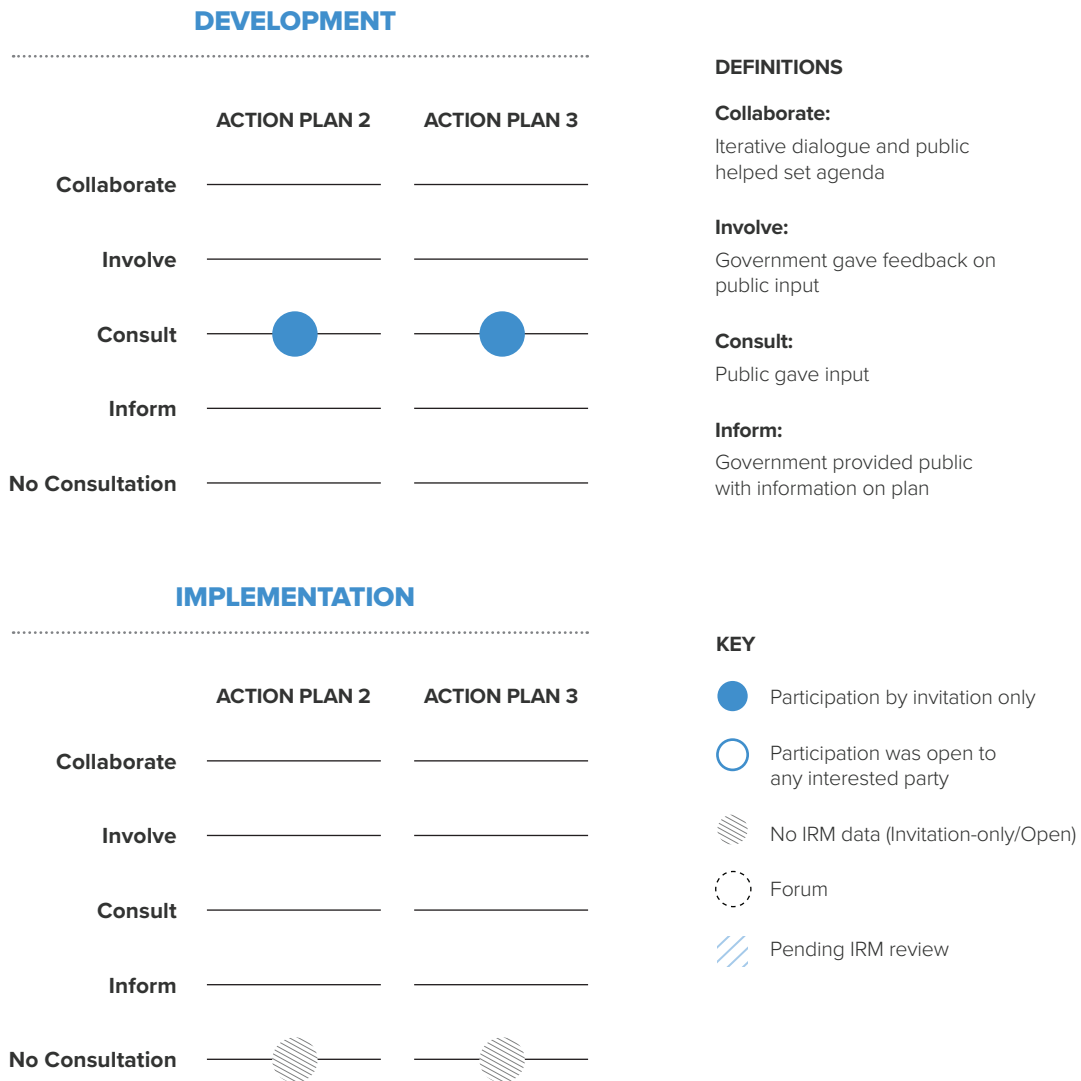 DEVELOPMENT
ACTION PLAN 2
ACTION PLAN 3
Collaborate
Involve
Consult
Inform
No Consultation
DEFINITIONS
Collaborate:
Iterative dialogue and public
helped set agenda
Involve:
Government gave feedback on
public input
Consult:
Public gave input
Inform:
Government provided public
with information on plan
IMPLEMENTATION
ACTION PLAN 2
ACTION PLAN 3
Collaborate
Involve
Consult
Inform
No Consultation
KEY
Participation by invitation only
Participation was open to
any interested party
No IRM data (Invitation-only/Open)
Forum
Pending IRM review